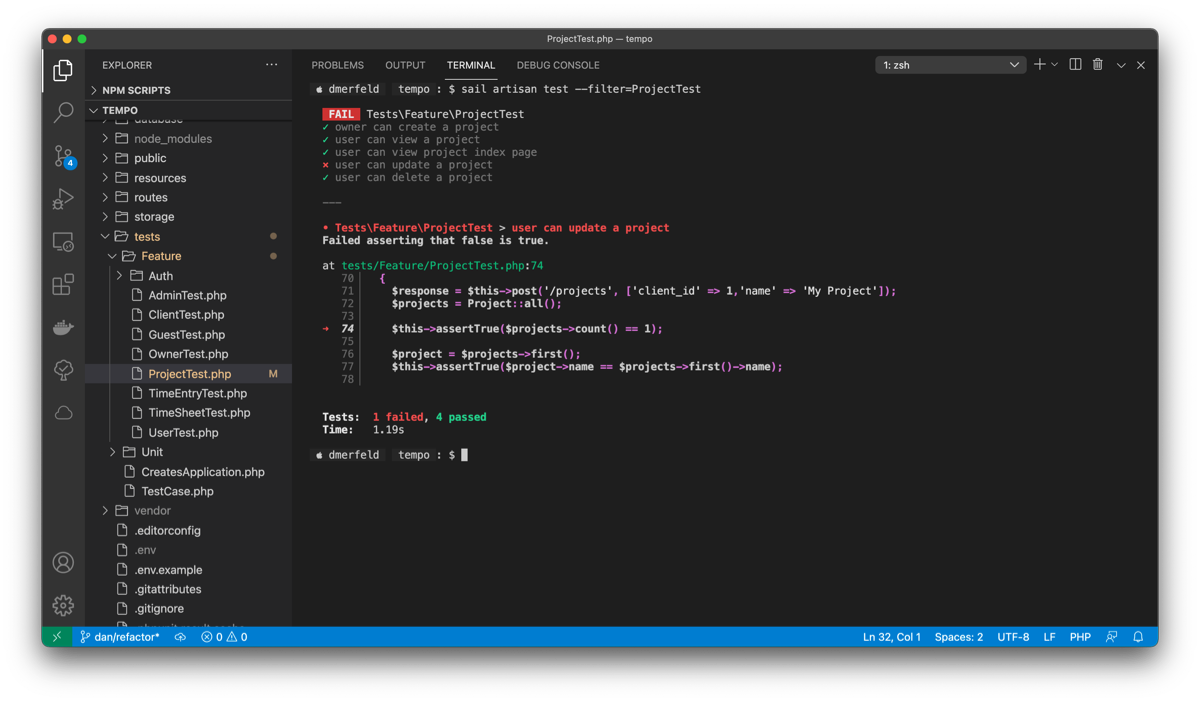 ProjectTest.php — tempo
EXPLORER
NPM SCRIPTS
TEMPO
database
node_modules
public
resources
routes
storage
tests
Feature
Auth
AdminTest.php
ClientTest.php
GuestTest.php
OwnerTest.php
ProjectTest.php M
TimeEntryTest.php
TimeSheetTest.php
UserTest.php
Unit
CreatesApplication.php
TestCase.php
vendor
.editorconfig
.env
.env.example
.gitattributes
.gitignore
4
PROBLEMS OUTPUT TERMINAL DEBUG CONSOLE 1: zsh
dmerfeld tempo : $ sail artisan test --filter=ProjectTest
FAIL Tests\Feature\ProjectTest
✓ owner can create a project
✓ user can view a project
✓ user can view project index page
✕ user can update a project
✓ user can delete a project
———
• Tests\Feature\ProjectTest > user can update a project
Failed asserting that false is true.
at tests/Feature/ProjectTest.php:74
70 {
71 $response = $this->post('/projects', ['client_id' => 1,'name' => 'My Project']);
72 $projects = Project::all();
73
➜ 74 $this->assertTrue($projects->count() == 1);
75
76 $project = $projects->first();
77 $this->assertTrue($project->name == $projects->first()->name);
78
Tests: 1 failed, 4 passed
Time: 1.19s
dmerfeld tempo : $
dan/refactor* 0 0 Ln 32, Col 1 Spaces: 2 UTF-8 LF PHP